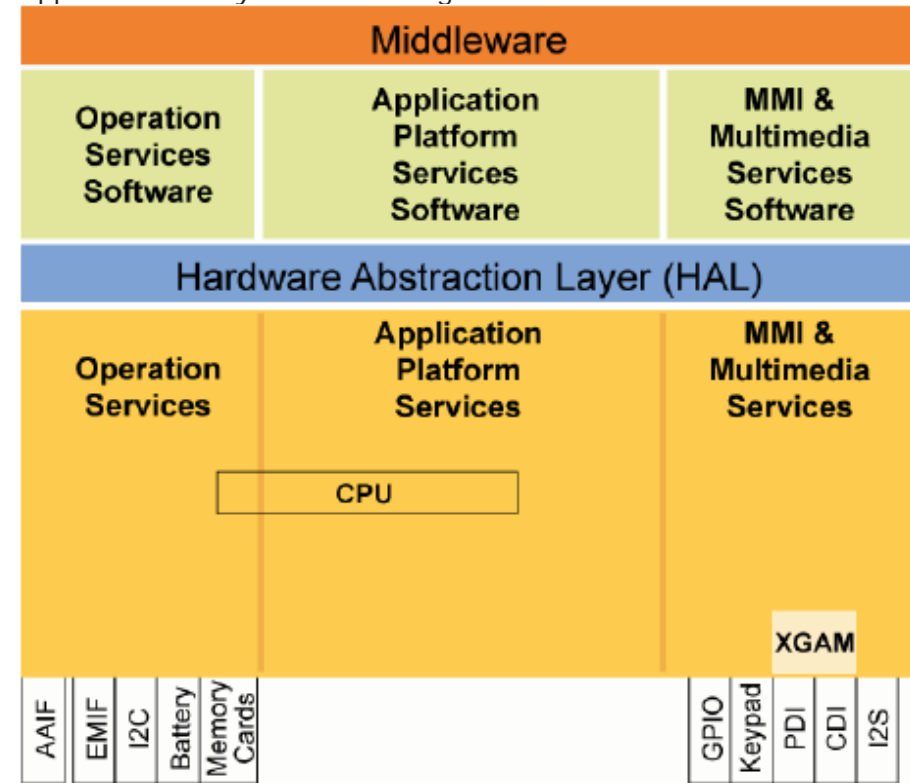 Middleware
Operation
Services
Software
Application
Platform
Services
Software
MMI &
Multimedia
Services
Software
Hardware Abstraction Layer (HAL)
Operation
Services
Application
Platform
Services
MMI &
Multimedia
Services
CPU
XGAM
AAIF
EMIF
I2C
Battery
Memory
Cards
GPIO
Keypad
PDI
CDI
I2S